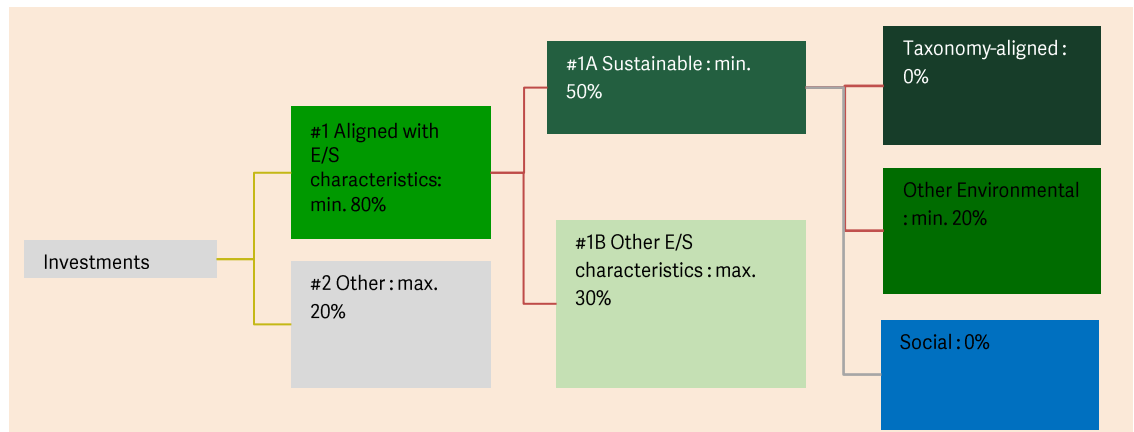 Investments
#1 Aligned with
E/S
characteristics:
min. 80%
#2 Other : max.
20%
#1A Sustainable : min.
50%
#1B Other E/S
characteristics : max.
30%
Taxonomy-aligned :
0%
Other Environmental
: min. 20%
Social : 0%